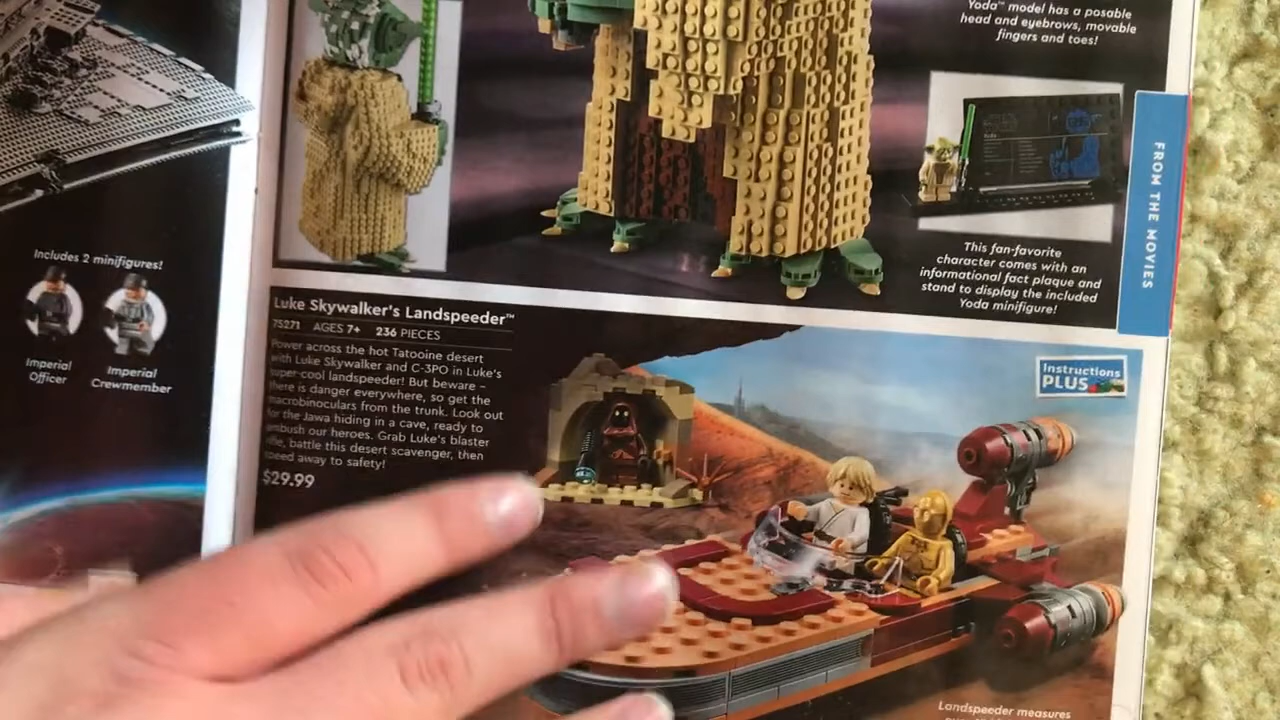 Yoda™ model has a posable
head and eyebrows, movable
fingers and toes!
FROM THE MOVIES
This fan-favorite
character comes with an
informational fact plaque and
stand to display the included
Yoda minifigure!
Includes 2 minifigures!
Imperial
Officer
Imperial
Crewmember
Luke Skywalker's Landspeeder™
75271 AGES 7+ 236 PIECES
Power across the hot Tatooine desert
with Luke Skywalker and C-3PO in Luke's
super-cool landspeeder! But beware –
there is danger everywhere, so get the
macrobinoculars from the trunk. Look out
for the Jawa hiding in a cave, ready to
ambush our heroes. Grab Luke's blaster
battle this desert scavenger, then
speed away to safety!
$29.99
Instructions
PLUS
Landspeeder measures